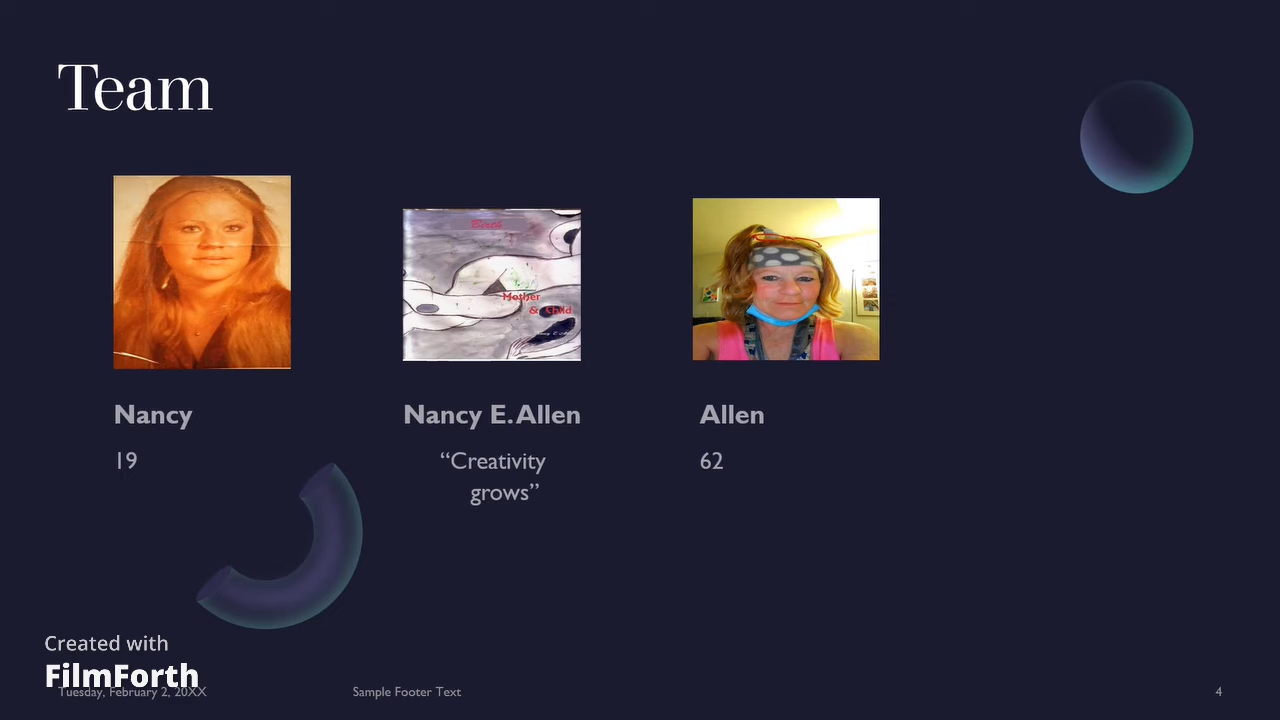 Team
Birth
Mother
& Child
Nancy
Nancy E. Allen
Allen
19
“Creativity
grows”
62
Created with
FilmForth
Tuesday, February 2, 20XX
Sample Footer Text
4